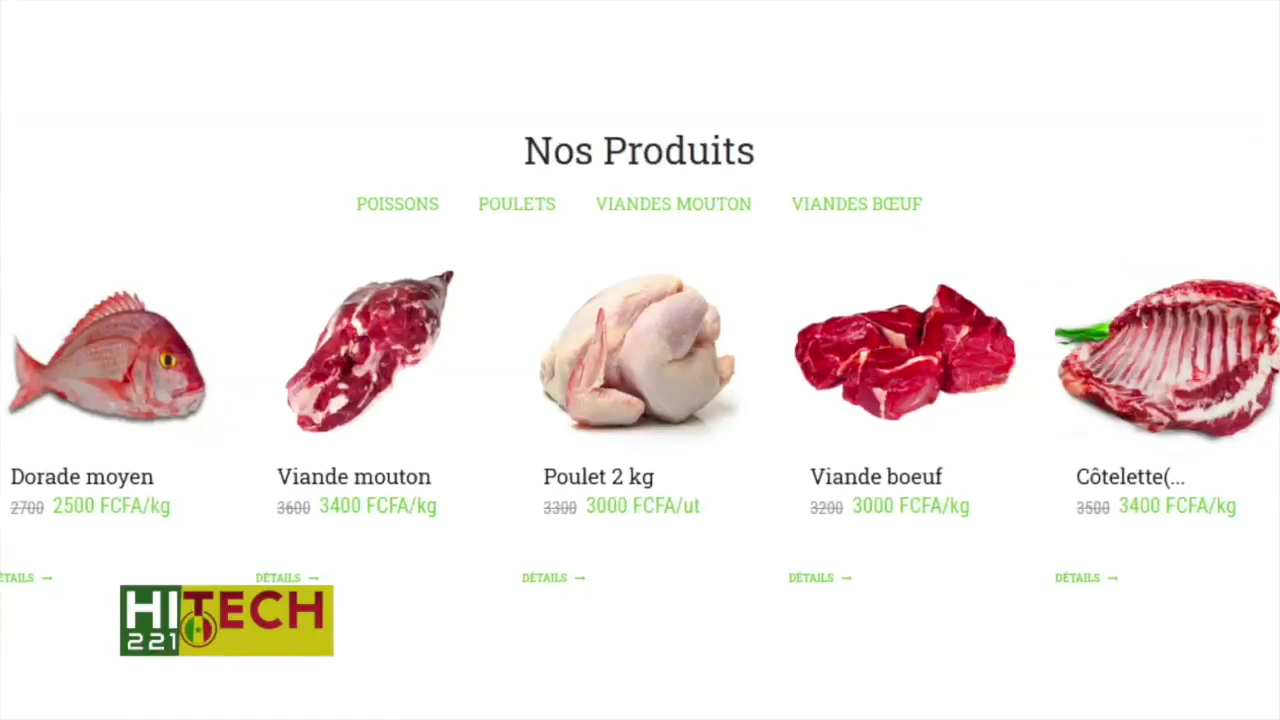 Nos Produits
POISSONS POULETS VIANDES MOUTON VIANDES BŒUF
Dorade moyen
2700 2500 FCFA/kg
Viande mouton
3600 3400 FCFA/kg
Poulet 2 kg
3300 3000 FCFA/ut
Viande boeuf
3200 3000 FCFA/kg
Côtelette(...
3500 3400 FCFA/kg
ÉTAILS → DÉTAILS → DÉTAILS → DÉTAILS → DÉTAILS →
HITECH
221